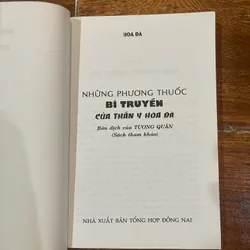 HOA ĐÀ
NHỮNG PHƯƠNG THUỐC
BÍ TRUYỀN
CỦA THẦN Y HOA ĐÀ
Bản dịch của TƯỜNG QUÂN
(Sách tham khảo)
NHÀ XUẤT BẢN TỔNG HỢP ĐỒNG NAI